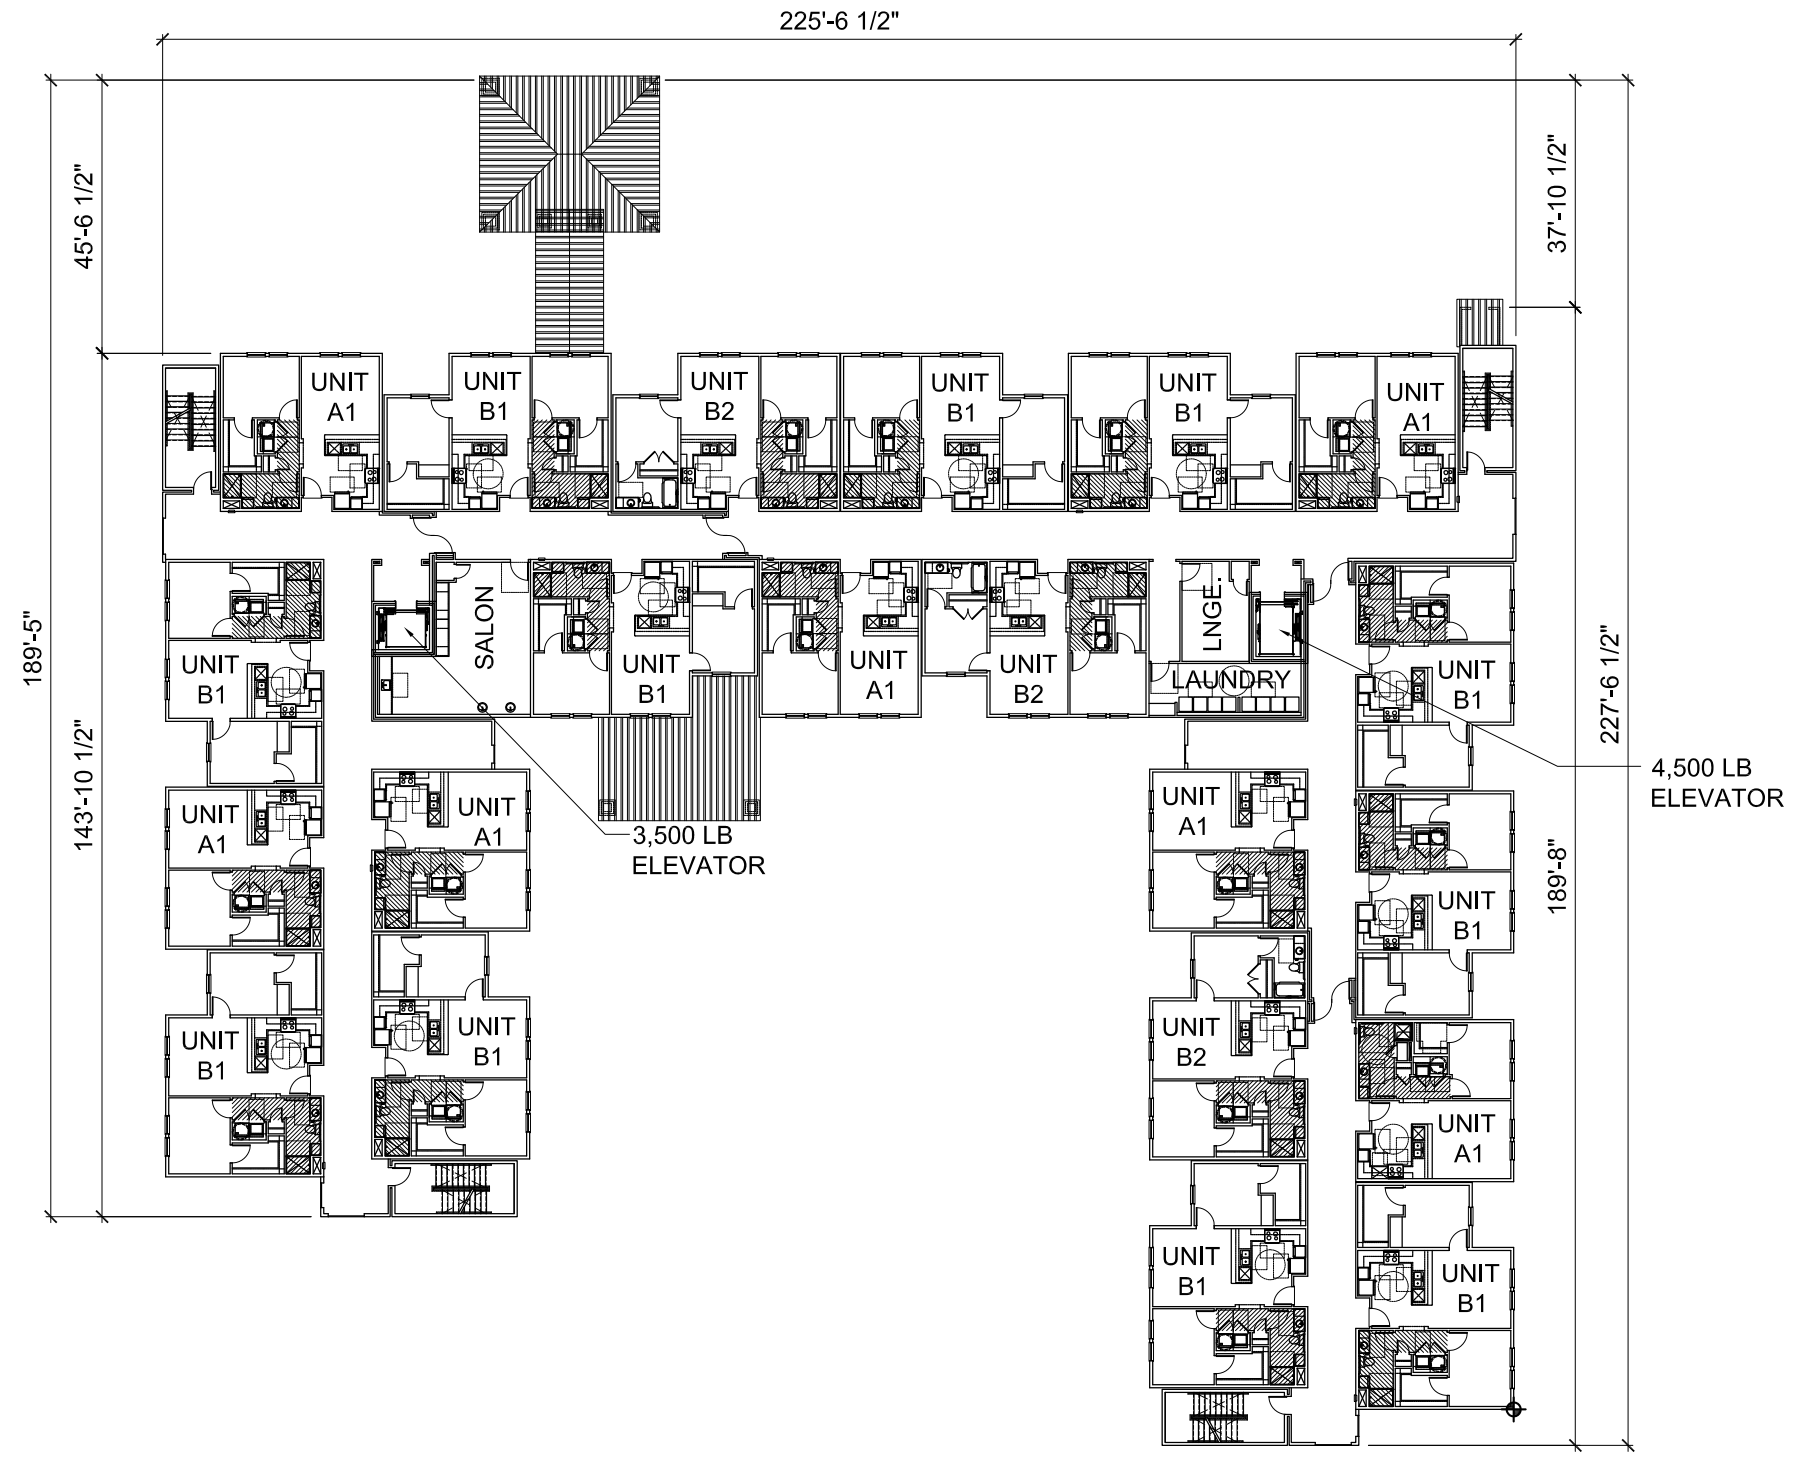 225'-6 1/2"
45'-6 1/2"
37'-10 1/2"
UNIT
A1
UNIT
B1
UNIT
B2
UNIT
B1
UNIT
B1
UNIT
A1
189'-5"
143'-10 1/2"
227'-6 1/2"
189'-8"
UNIT
B1
SALON
UNIT
B1
UNIT
A1
UNIT
B2
LNGE.
LAUNDRY
UNIT
B1
4,500 LB
ELEVATOR
UNIT
A1
UNIT
A1
3,500 LB
ELEVATOR
UNIT
A1
UNIT
B1
UNIT
B1
UNIT
B1
UNIT
B2
UNIT
A1
UNIT
B1
UNIT
B1